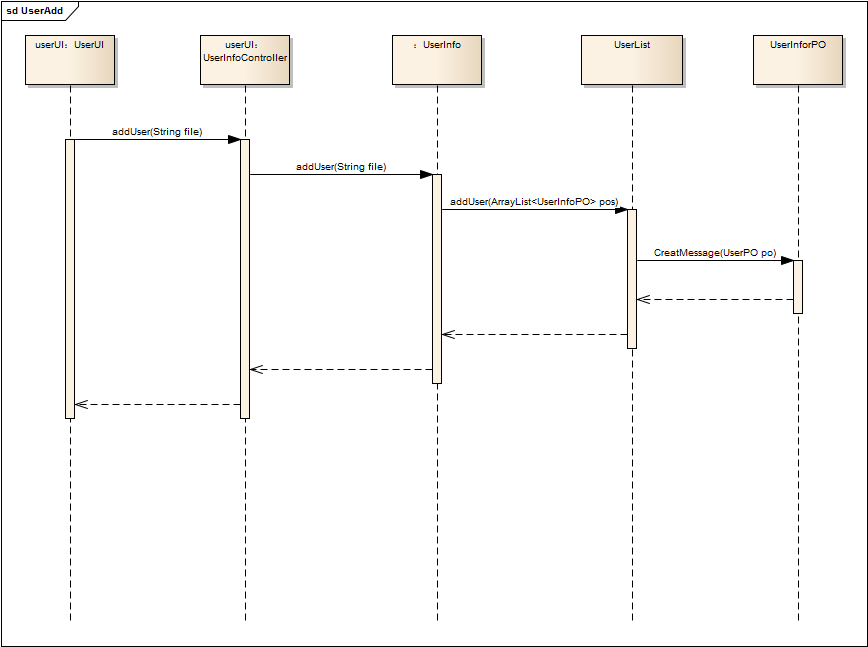 sd UserAdd
userUI：UserUI
userUI：
UserInfoController
：UserInfo
UserList
UserInforPO
addUser(String file)
addUser(String file)
addUser(ArrayList<UserInfoPO> pos)
CreatMessage(UserPO po)